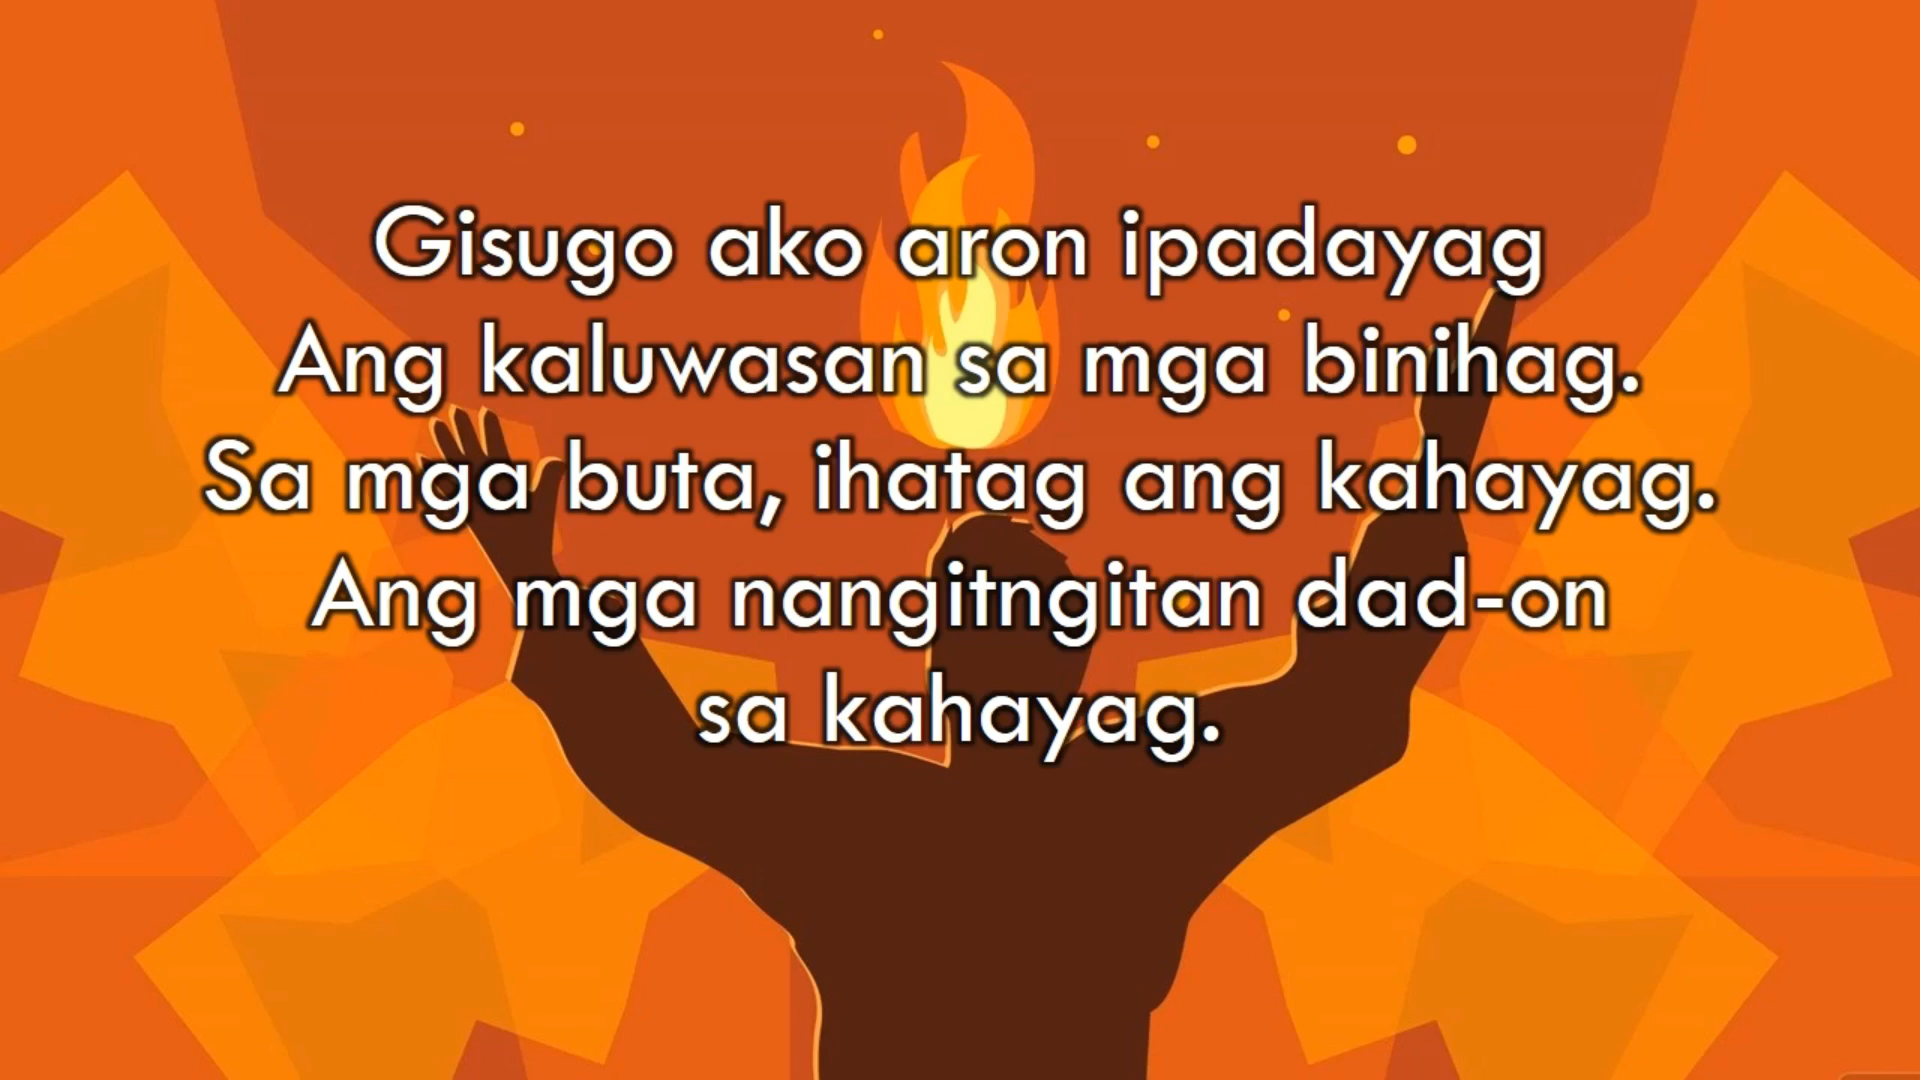 Gisugo ako aron ipadayag
Ang kaluwasan sa mga binihag.
Sa mga buta, ihatag ang kahayag.
Ang mga nangitngitan dad-on
sa kahayag.